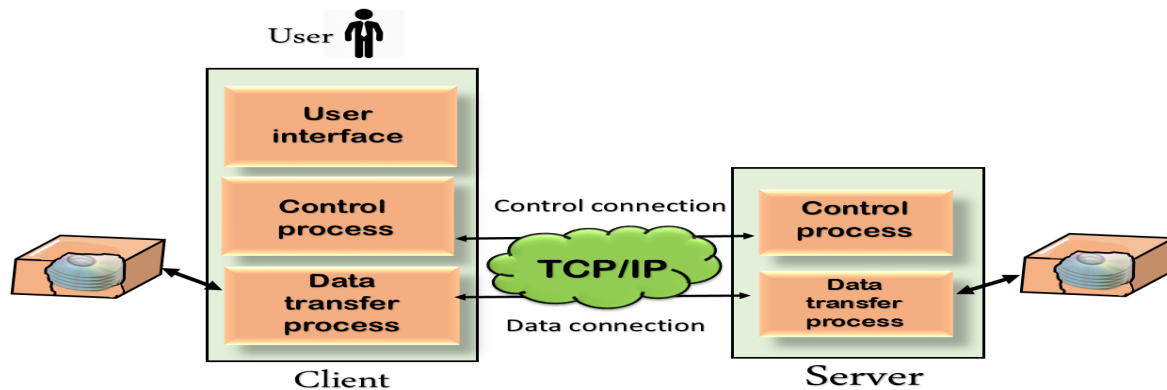 User
User
interface
Control
process
Data
transfer
process
Client
Control connection
TCP/IP
Data connection
Control
process
Data
transfer
process
Server